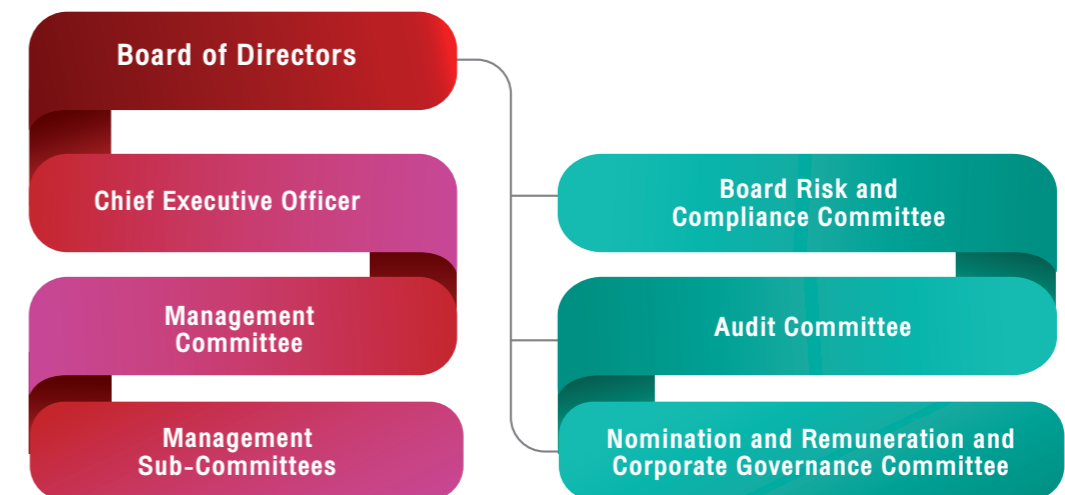 Board of Directors
Chief Executive Officer
Management
Committee
Management
Sub-Committees
Board Risk and
Compliance Committee
Audit Committee
Nomination and Remuneration and
Corporate Governance Committee